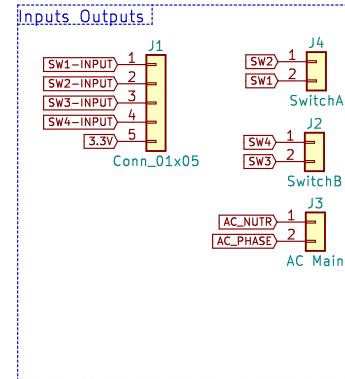 Inputs Outputs
J1
SW1-INPUT 1
SW2-INPUT 2
SW3-INPUT 3
SW4-INPUT 4
3.3V 5
Conn_01x05
J4
SW2 1
SW1 2
SwitchA
J2
SW4 1
SW3 2
SwitchB
J3
AC_NUTR 1
AC_PHASE 2
AC Main